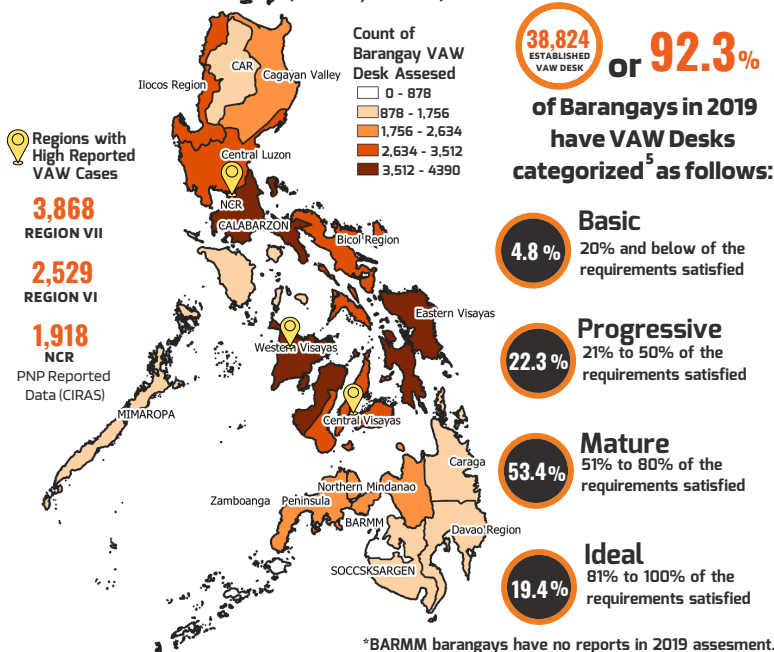 Count of
Barangay VAW
Desk Assesed
0 - 878
878 - 1,756
1,756 - 2,634
2,634 - 3,512
3,512 - 4390
Regions with
High Reported
VAW Cases
3,868
REGION VII
2,529
REGION VI
1,918
NCR
PNP Reported
Data (CIRAS)
CAR
Cagayan Valley
Ilocos Region
Central Luzon
NCR
CALABARZON
Bicol Region
Eastern Visayas
Western Visayas
Central Visayas
MIMAROPA
Caraga
Northern Mindanao
Zamboanga Peninsula
BARMM
Davao Region
SOCCSKSARGEN
38,824
ESTABLISHED
VAW DESK
or 92.3%
of Barangays in 2019
have VAW Desks
categorized5 as follows:
4.8 %
Basic
20% and below of the
requirements satisfied
22.3 %
Progressive
21% to 50% of the
requirements satisfied
53.4%
Mature
51% to 80% of the
requirements satisfied
19.4%
Ideal
81% to 100% of the
requirements satisfied
*BARMM barangays have no reports in 2019 assesment.